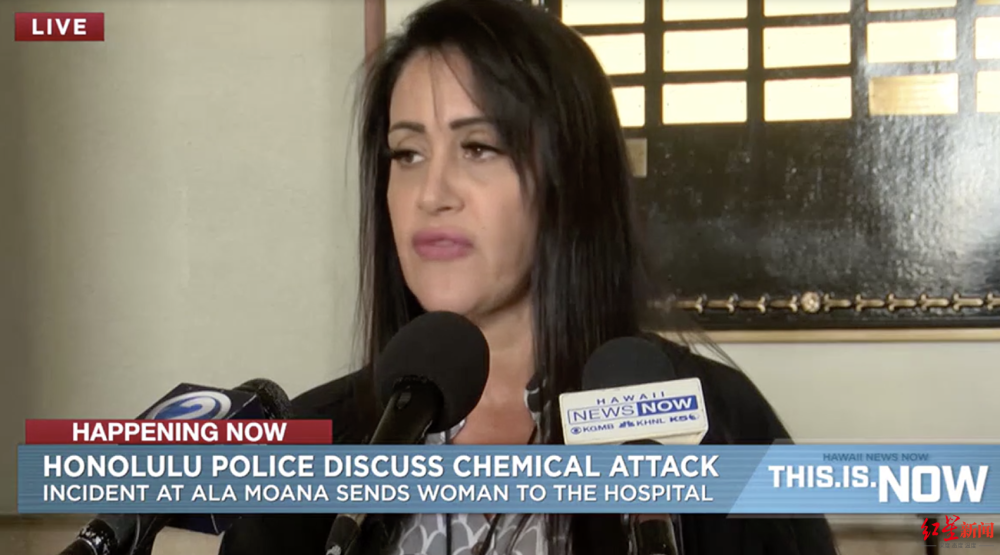 LIVE
2
HAWAII
NEWS NOW
KGMB KHNL K5
HAPPENING NOW
HONOLULU POLICE DISCUSS CHEMICAL ATTACK
INCIDENT AT ALA MOANA SENDS WOMAN TO THE HOSPITAL
HAWAII NEWS NOW:
THIS.IS.NOW
红星新闻